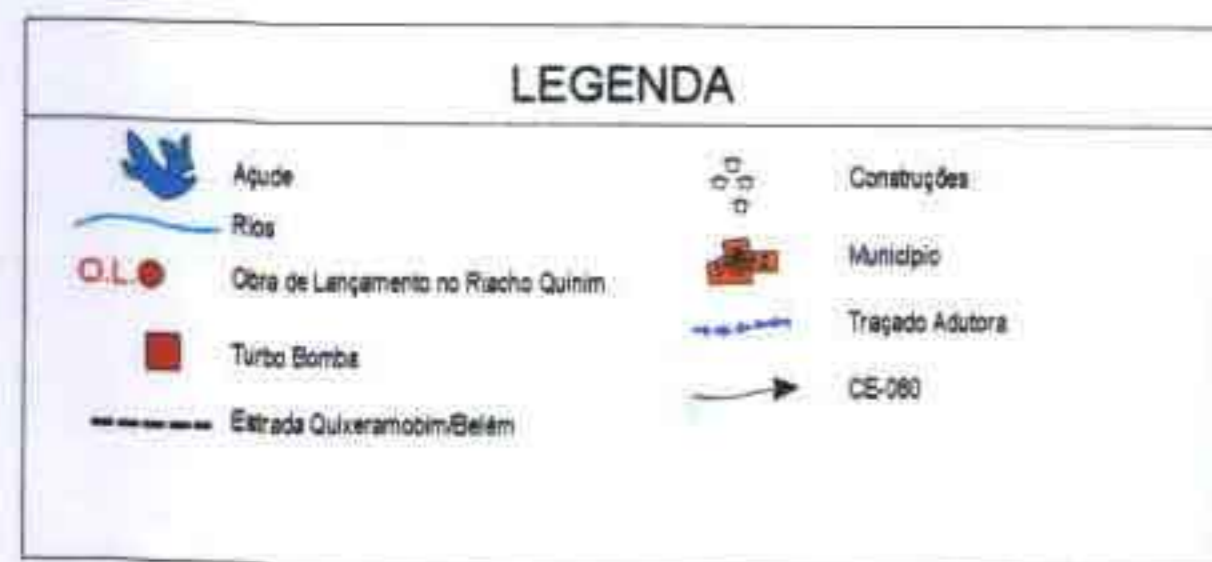 LEGENDA
Açude
Rios
O.L.
Obra de Lançamento no Riacho Quinim
Turbo Bomba
Estrada Quixeramobim/Belém
Construções
Município
Traçado Adutora
CE-060